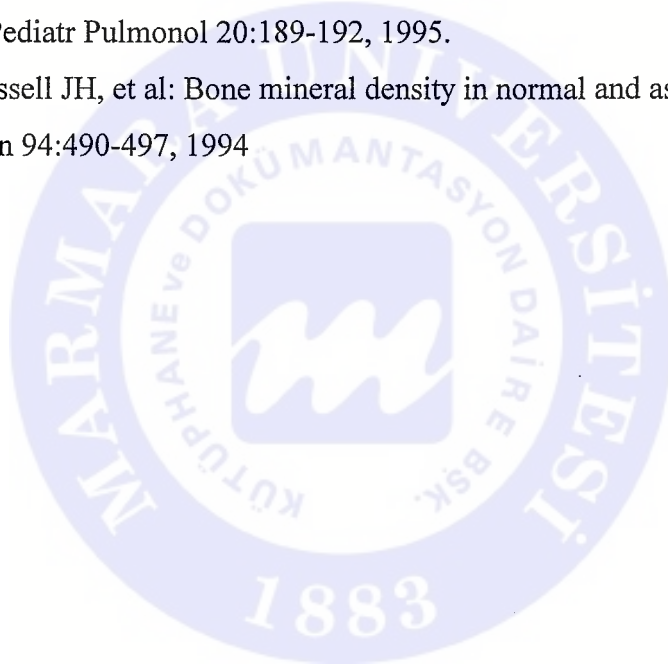 Pediatr Pulmonol 20:189-192, 1995.
ssell JH, et al: Bone mineral density in normal and as
n 94:490-497, 1994
MARMARA ÜNİVERSİTESİ
KÜTÜPHANE ve DOKÜMANTASYON DAİRE BŞK.
1883